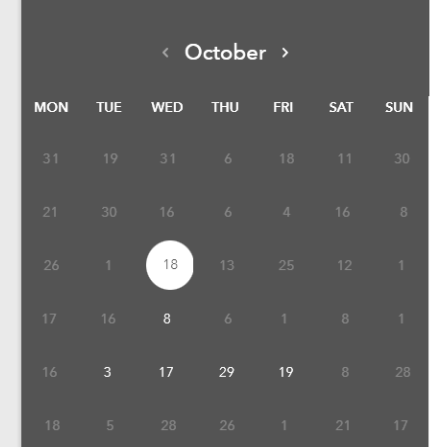 ‹ October ›
MON TUE WED THU FRI SAT SUN
31 19 31 6 18 11 30
21 30 16 6 4 16 8
26 1 18 13 25 12 1
17 16 8 6 1 8 1
16 3 17 29 19 8 28
18 5 28 26 1 21 17